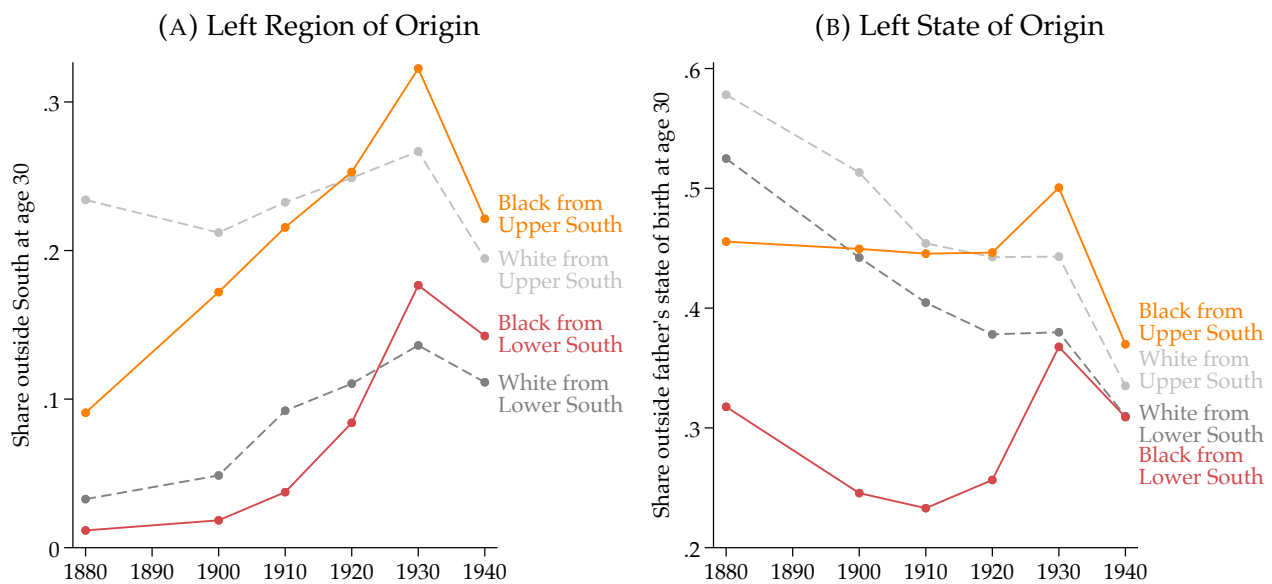 (A) Left Region of Origin
Share outside South at age 30
.3
.2
.1
0
1880 1890 1900 1910 1920 1930 1940
Black from
Upper South
White from
Upper South
Black from
Lower South
White from
Lower South
(B) Left State of Origin
Share outside father's state of birth at age 30
.6
.5
.4
.3
.2
1880 1890 1900 1910 1920 1930 1940
Black from
Upper South
White from
Upper South
White from
Lower South
Black from
Lower South